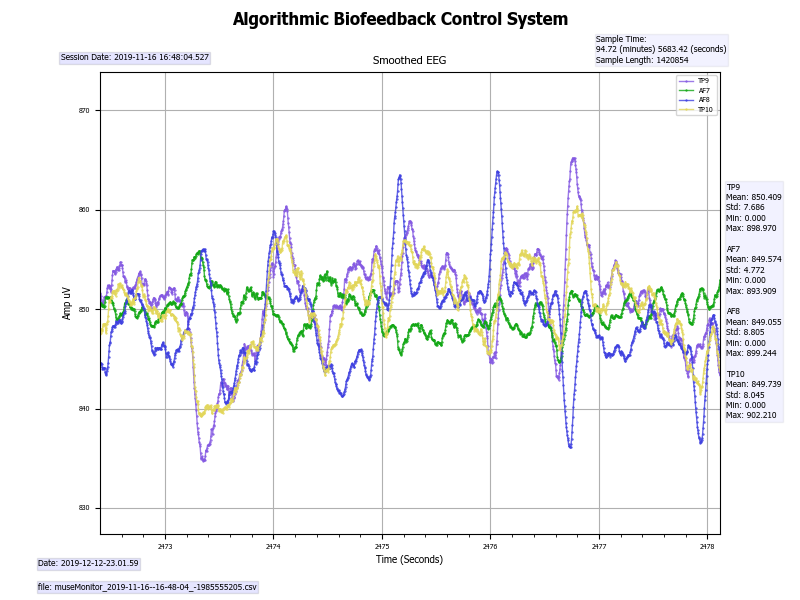 Algorithmic Biofeedback Control System
Sample Time:
94.72 (minutes) 5683.42 (seconds)
Sample Length: 1420854
Session Date: 2019-11-16 16:48:04.527
Smoothed EEG
TP9
AF7
AF8
TP10
870
860
850
840
830
Amp uV
TP9
Mean: 850.409
Std: 7.686
Min: 0.000
Max: 898.970
AF7
Mean: 849.574
Std: 4.772
Min: 0.000
Max: 893.909
AF8
Mean: 849.055
Std: 8.805
Min: 0.000
Max: 899.244
TP10
Mean: 849.739
Std: 8.045
Min: 0.000
Max: 902.210
2473
2474
2475
2476
2477
2478
Time (Seconds)
Date: 2019-12-12-23.01.59
file: museMonitor_2019-11-16--16-48-04_-1985555205.csv